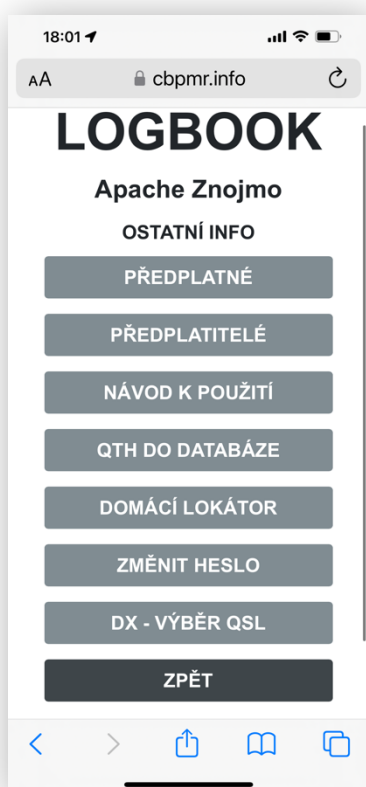 18:01
AA cbpmr.info
LOGBOOK
Apache Znojmo
OSTATNÍ INFO
PŘEDPLATNÉ
PŘEDPLATITELÉ
NÁVOD K POUŽITÍ
QTH DO DATABÁZE
DOMÁCÍ LOKÁTOR
ZMĚNIT HESLO
DX - VÝBĚR QSL
ZPĚT